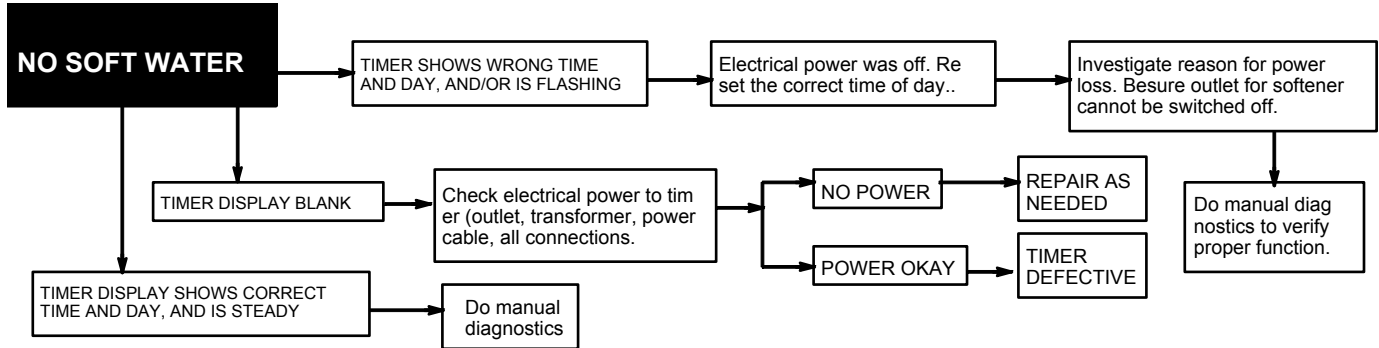 NO SOFT WATER
TIMER SHOWS WRONG TIME
AND DAY, AND/OR IS FLASHING
Electrical power was off. Re
set the correct time of day..
Investigate reason for power
loss. Besure outlet for softener
cannot be switched off.
Do manual diag
nostics to verify
proper function.
TIMER DISPLAY BLANK
Check electrical power to tim
er (outlet, transformer, power
cable, all connections.
NO POWER
REPAIR AS
NEEDED
POWER OKAY
TIMER
DEFECTIVE
TIMER DISPLAY SHOWS CORRECT
TIME AND DAY, AND IS STEADY
Do manual
diagnostics